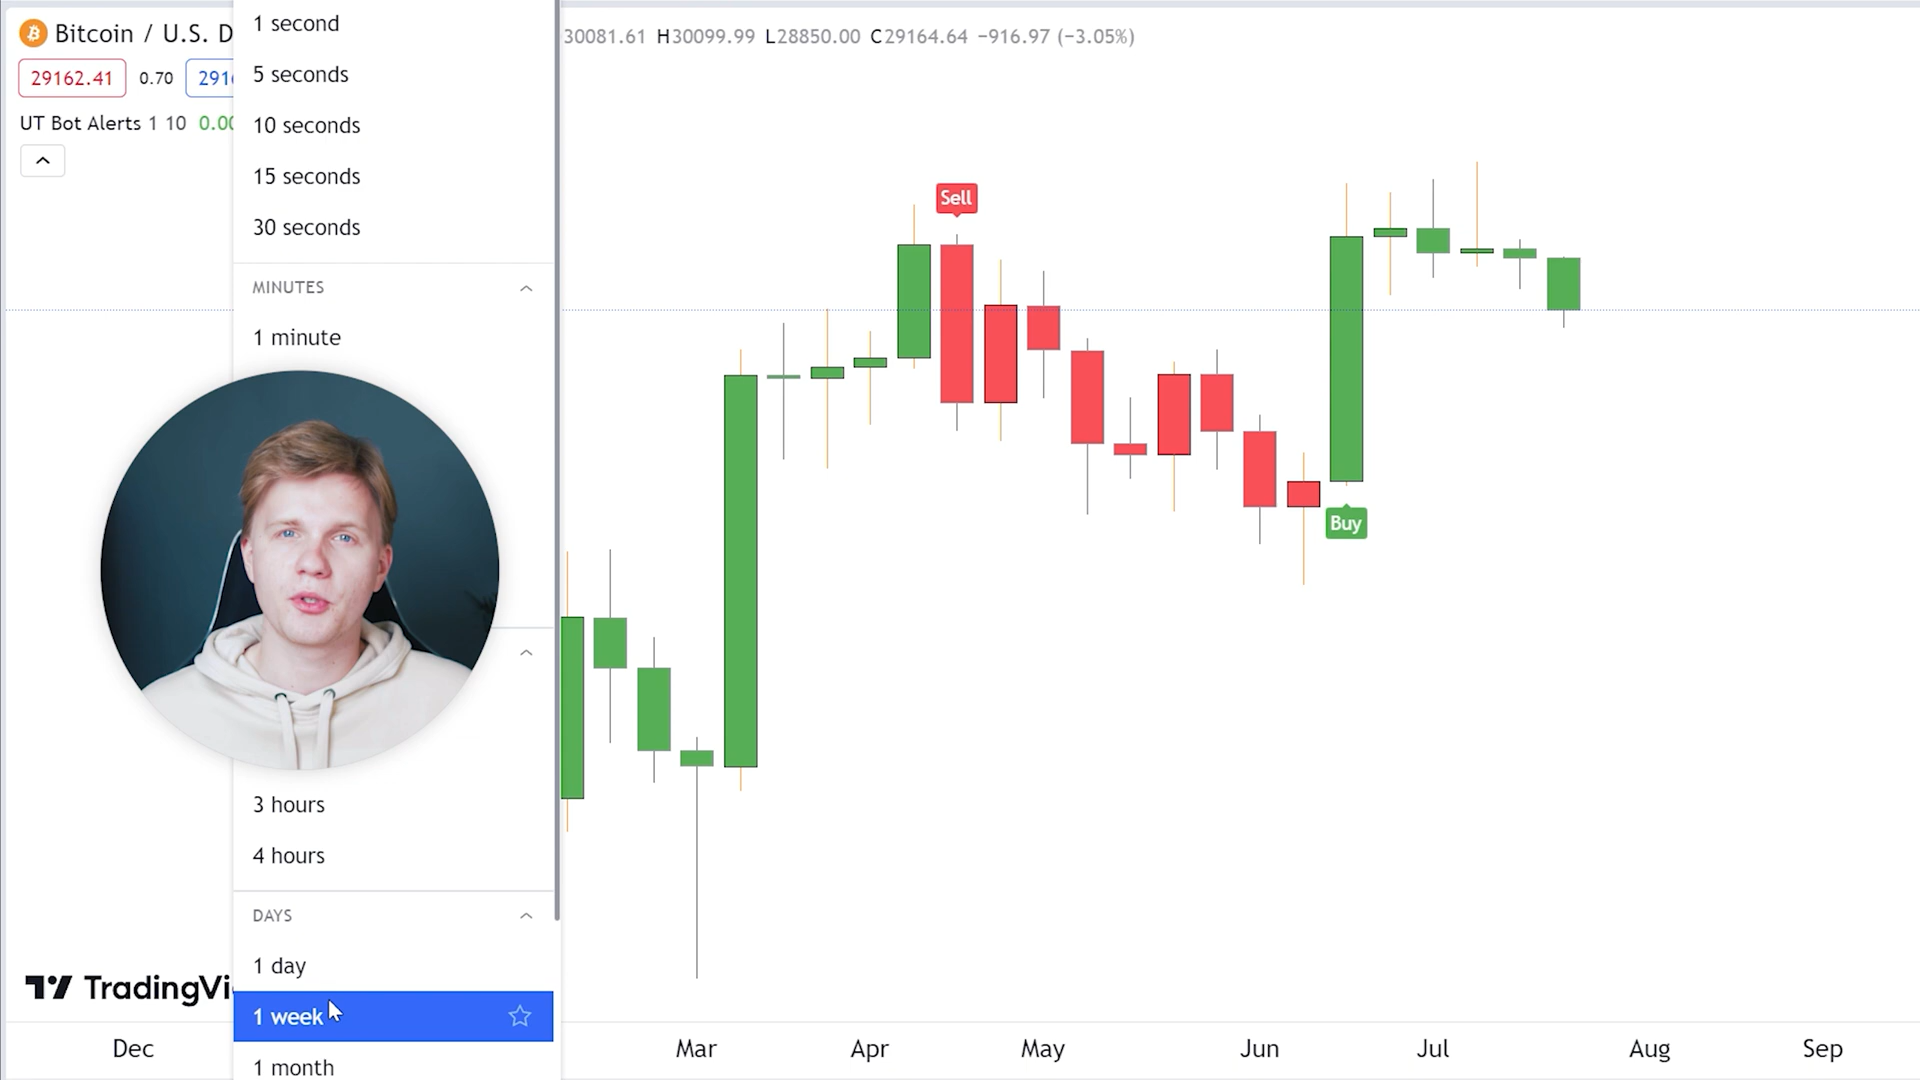 Bitcoin / U.S. D
30081.61 H30099.99 L28850.00 C29164.64 −916.97 (−3.05%)
29162.41 0.70 2916
UT Bot Alerts 1 10 0.00
1 second
5 seconds
10 seconds
15 seconds
30 seconds
MINUTES
1 minute
3 hours
4 hours
DAYS
1 day
1 week
1 month
Sell
Buy
TradingVi
Dec Mar Apr May Jun Jul Aug Sep